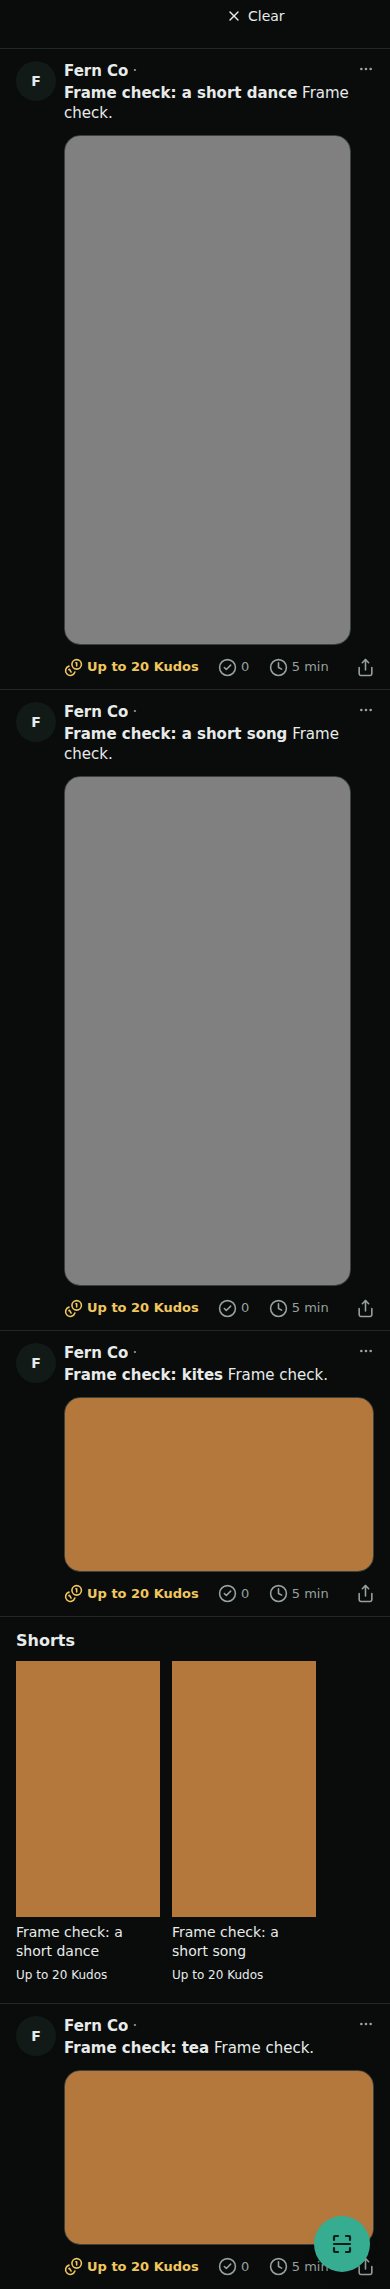 Clear
F
Fern Co ·
Frame check: a short dance Frame
check.
Up to 20 Kudos 0 5 min
F
Fern Co ·
Frame check: a short song Frame
check.
Up to 20 Kudos 0 5 min
F
Fern Co ·
Frame check: kites Frame check.
Up to 20 Kudos 0 5 min
Shorts
Frame check: a
short dance
Up to 20 Kudos
Frame check: a
short song
Up to 20 Kudos
F
Fern Co ·
Frame check: tea Frame check.
Up to 20 Kudos 0 5 min